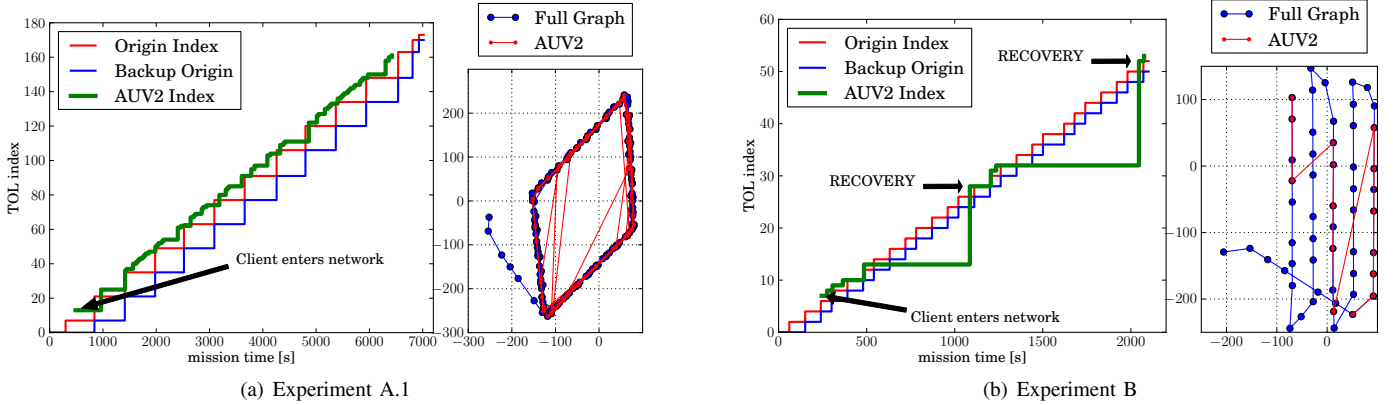 180
160
140
120
100
80
60
40
20
0
TOL index
Origin Index
Backup Origin
AUV2 Index
Client enters network
0 1000 2000 3000 4000 5000 6000 7000
mission time [s]
Full Graph
AUV2
200
100
0
−100
−200
−300
−300 −200 −100 0
(a) Experiment A.1
60
50
40
30
20
10
0
TOL index
Origin Index
Backup Origin
AUV2 Index
RECOVERY
RECOVERY
Client enters network
0 500 1000 1500 2000
mission time [s]
Full Graph
AUV2
100
0
−100
−200
−200 −100 0
(b) Experiment B